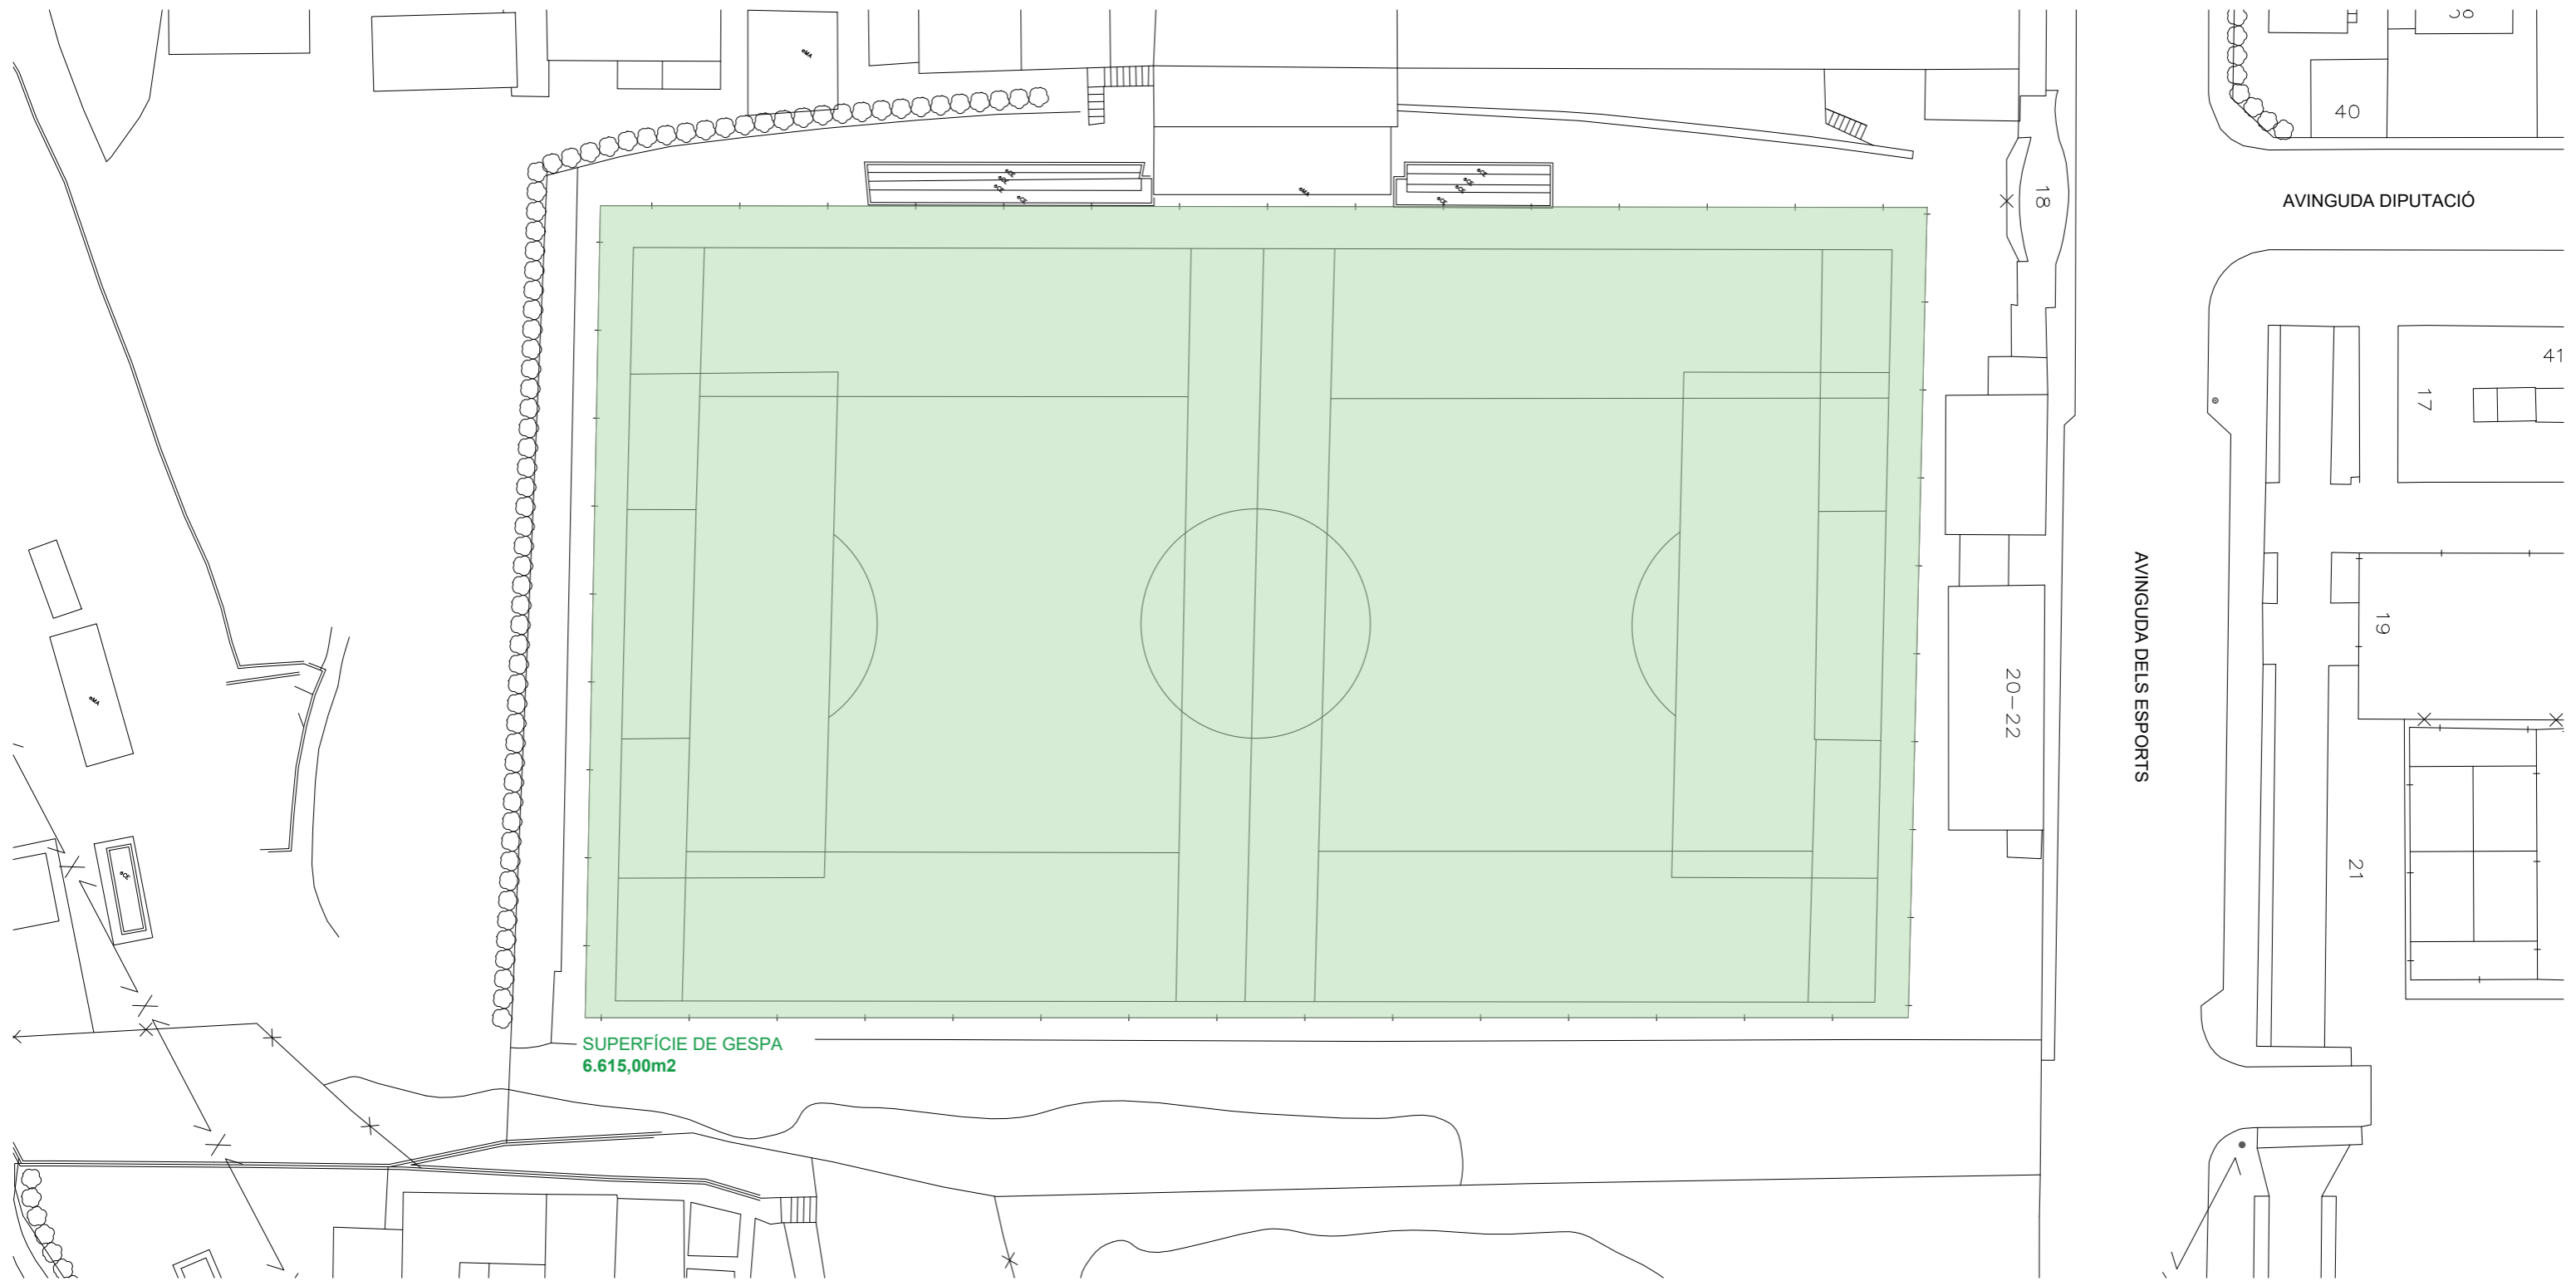 40
AVINGUDA DIPUTACIÓ
18
41
17
AVINGUDA DELS ESPORTS
19
20-22
21
SUPERFÍCIE DE GESPA
6.615,00m2